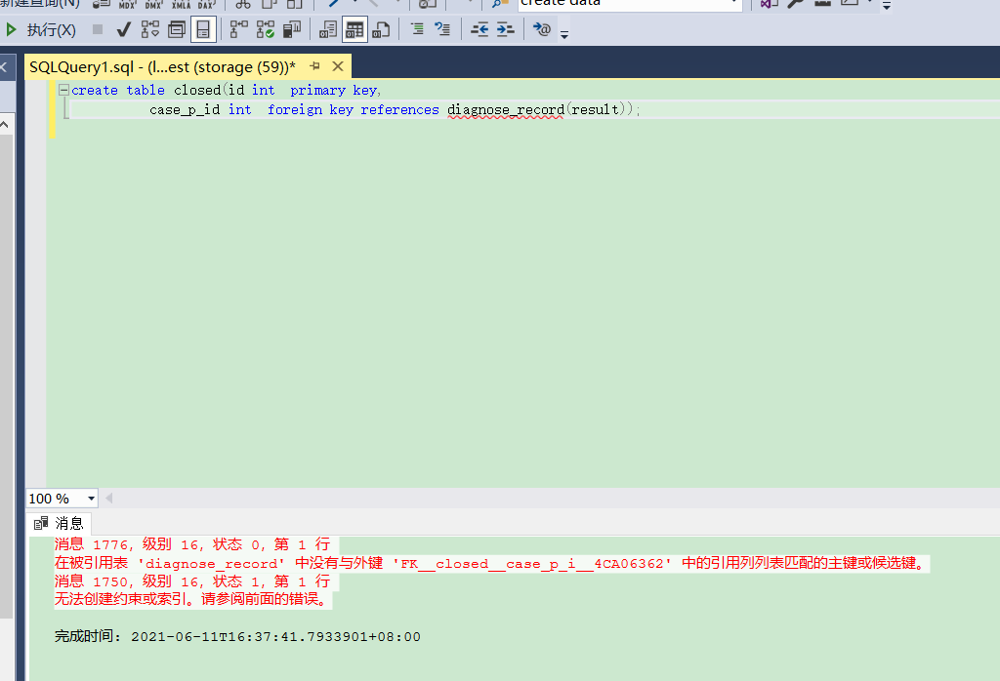 新建查询(N)
create data
执行(X)
SQLQuery1.sql - (l...est (storage (59))*
create table closed(id int  primary key,
case_p_id int  foreign key references diagnose_record(result));
100 %
消息
消息 1776, 级别 16, 状态 0, 第 1 行
在被引用表 'diagnose_record' 中没有与外键 'FK__closed__case_p_i__4CA06362' 中的引用列列表匹配的主键或候选键。
消息 1750, 级别 16, 状态 1, 第 1 行
无法创建约束或索引。请参阅前面的错误。
完成时间: 2021-06-11T16:37:41.7933901+08:00